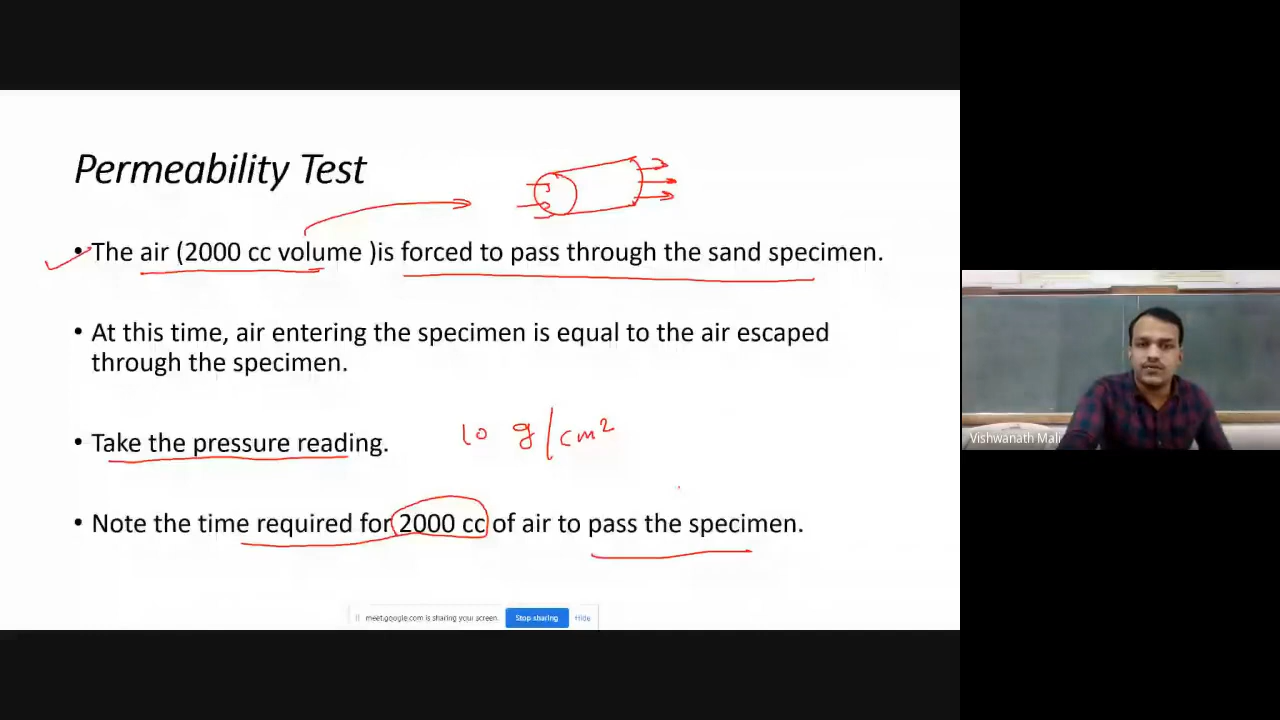 Permeability Test
• The air (2000 cc volume )is forced to pass through the sand specimen.
• At this time, air entering the specimen is equal to the air escaped
through the specimen.
• Take the pressure reading.
10 g/cm²
• Note the time required for 2000 cc of air to pass the specimen.
Vishwanath Mali
meet.google.com is sharing your screen.
Stop sharing
Hide